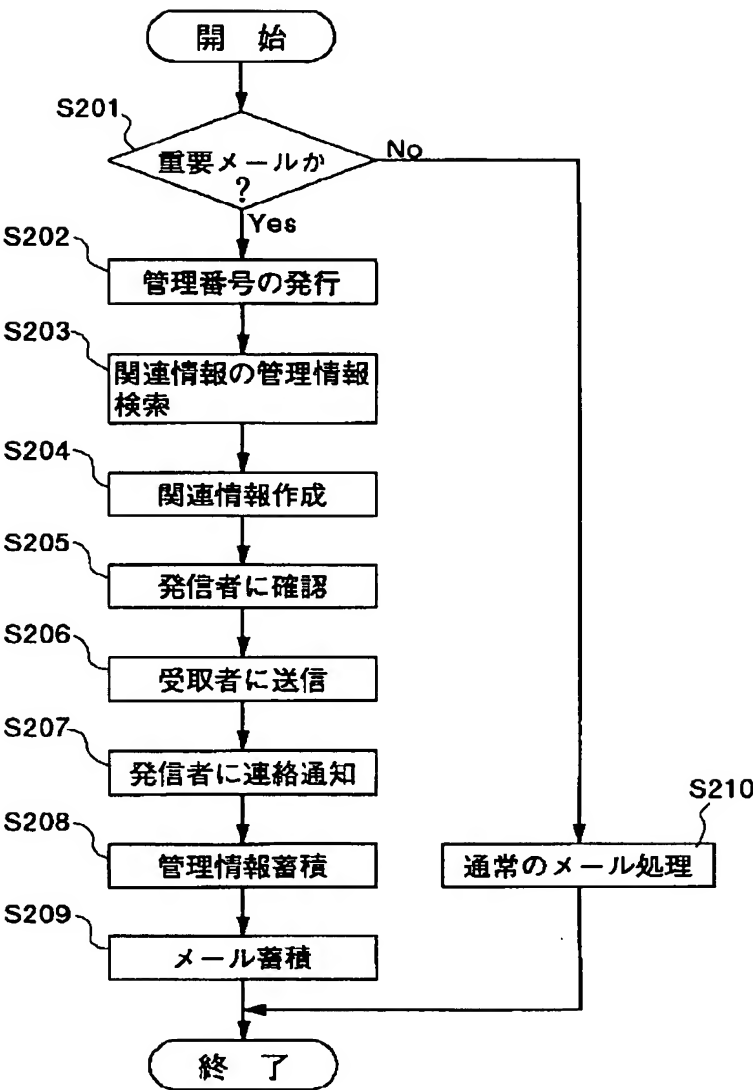 開 始
S201
重要メールか
?
No
Yes
S202
管理番号の発行
S203
関連情報の管理情報
検索
S204
関連情報作成
S205
発信者に確認
S206
受取者に送信
S207
発信者に連絡通知
S208
管理情報蓄積
S210
通常のメール処理
S209
メール蓄積
終 了